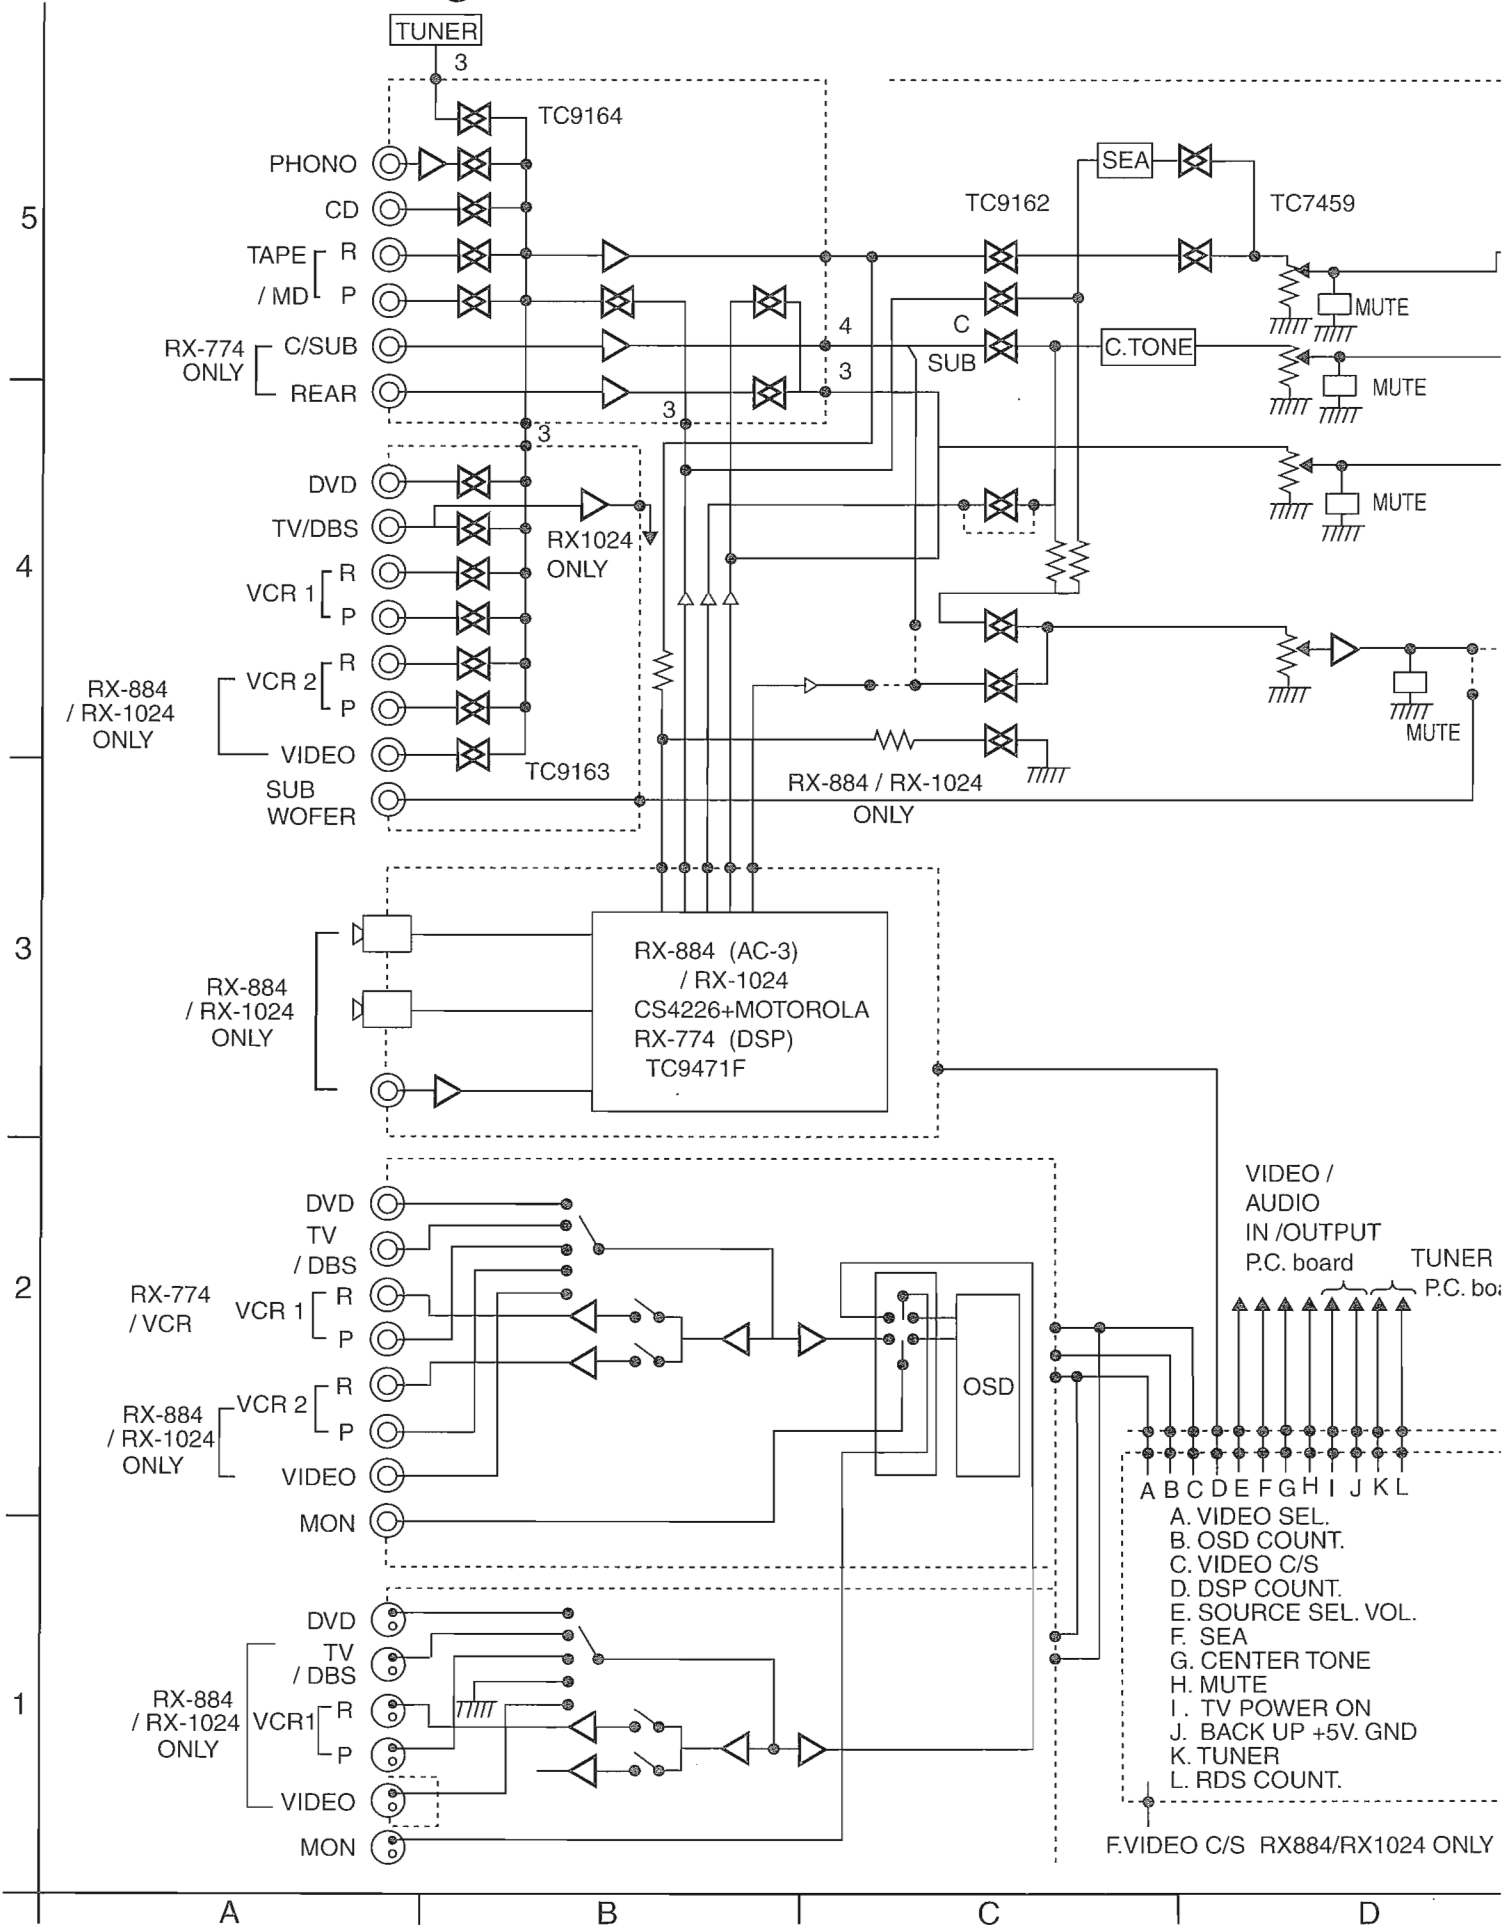 TUNER
3
TC9164
PHONO
SEA
CD
TC9162
TC7459
5
TAPE
/ MD
R
P
MUTE
4
C
RX-774
ONLY
C/SUB
SUB
C.TONE
3
REAR
MUTE
3
3
DVD
MUTE
TV/DBS
RX1024
ONLY
4
VCR 1
R
P
VCR 2
R
P
RX-884
/ RX-1024
ONLY
MUTE
VIDEO
TC9163
RX-884 / RX-1024
ONLY
SUB
WOFER
3
RX-884 (AC-3)
/ RX-1024
CS4226+MOTOROLA
RX-774 (DSP)
TC9471F
RX-884
/ RX-1024
ONLY
VIDEO /
AUDIO
IN /OUTPUT
P.C. board
TUNER
P.C. boa
DVD
TV
/ DBS
2
RX-774
/ VCR
VCR 1
R
P
OSD
VCR 2
R
P
RX-884
/ RX-1024
ONLY
VIDEO
MON
A B C D E F G H I J K L
A. VIDEO SEL.
B. OSD COUNT.
C. VIDEO C/S
D. DSP COUNT.
E. SOURCE SEL. VOL.
F. SEA
G. CENTER TONE
H. MUTE
I. TV POWER ON
J. BACK UP +5V. GND
K. TUNER
L. RDS COUNT.
DVD
TV
/ DBS
1
RX-884
/ RX-1024
ONLY
VCR1
R
P
VIDEO
MON
F.VIDEO C/S RX884/RX1024 ONLY
A B C D